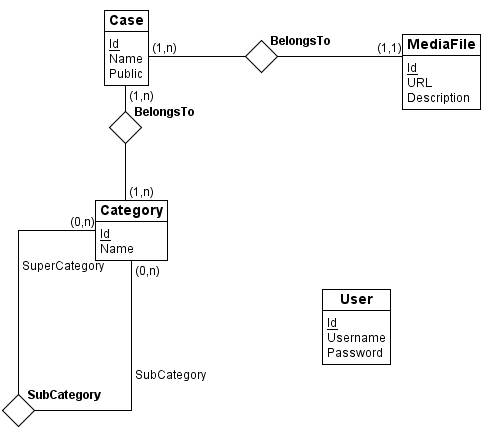 Case
Id
Name
Public
(1,n)
BelongsTo
(1,1)
MediaFile
Id
URL
Description
(1,n)
BelongsTo
(1,n)
Category
Id
Name
(0,n)
SuperCategory
(0,n)
SubCategory
SubCategory
User
Id
Username
Password